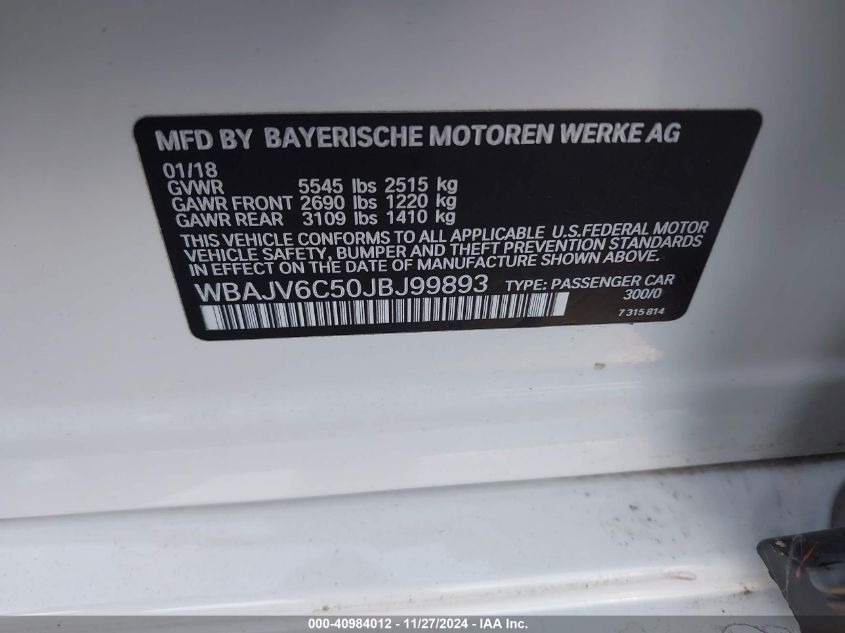 MFD BY BAYERISCHE MOTOREN WERKE AG
01/18
GVWR 5545 lbs 2515 kg
GAWR FRONT 2690 lbs 1220 kg
GAWR REAR 3109 lbs 1410 kg
THIS VEHICLE CONFORMS TO ALL APPLICABLE U.S.FEDERAL MOTOR
VEHICLE SAFETY, BUMPER AND THEFT PREVENTION STANDARDS
IN EFFECT ON THE DATE OF MANUFACTURE SHOWN ABOVE.
WBAJV6C50JBJ99893 TYPE: PASSENGER CAR
300/0
7 315 814
000-40984012 - 11/27/2024 - IAA Inc.